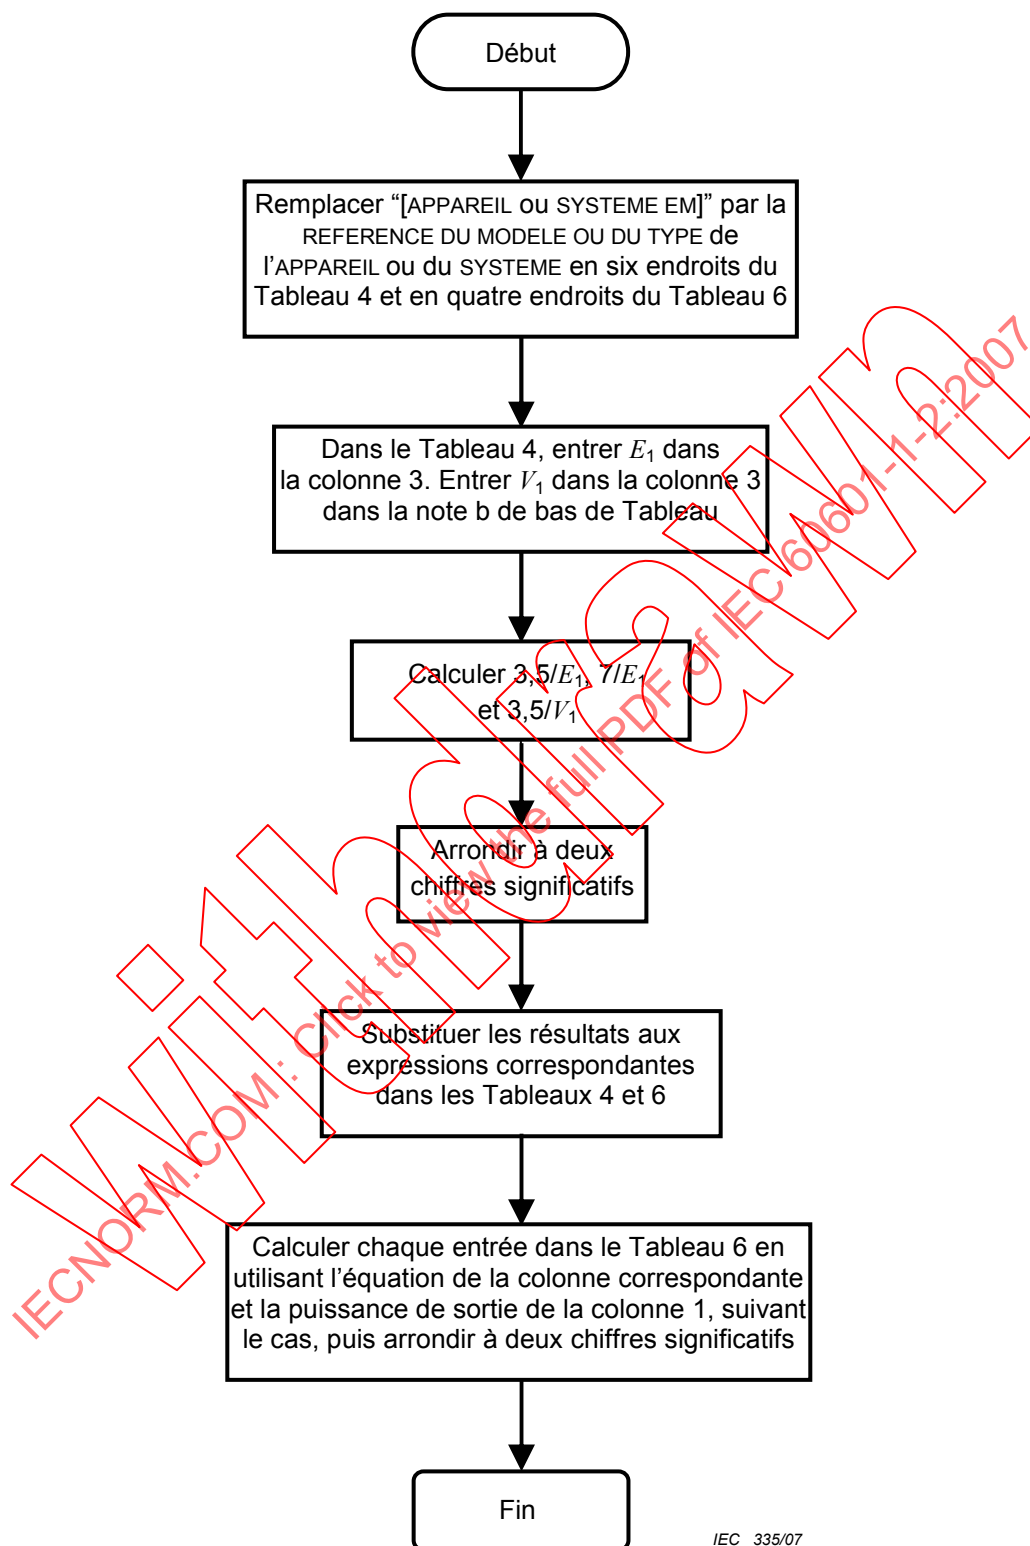 Début
Remplacer “[APPAREIL ou SYSTEME EM]” par la
REFERENCE DU MODELE OU DU TYPE de
l’APPAREIL ou du SYSTEME en six endroits du
Tableau 4 et en quatre endroits du Tableau 6
Dans le Tableau 4, entrer E1 dans
la colonne 3. Entrer V1 dans la colonne 3
dans la note b de bas de Tableau
Calculer 3,5/E1, 7/E1
et 3,5/V1
Arrondir à deux
chiffres significatifs
Substituer les résultats aux
expressions correspondantes
dans les Tableaux 4 et 6
Calculer chaque entrée dans le Tableau 6 en
utilisant l’équation de la colonne correspondante
et la puissance de sortie de la colonne 1, suivant
le cas, puis arrondir à deux chiffres significatifs
Fin
IEC 335/07
Withdrawn
IECNORM.COM : Click to view the full PDF of IEC 60601-1-2:2007